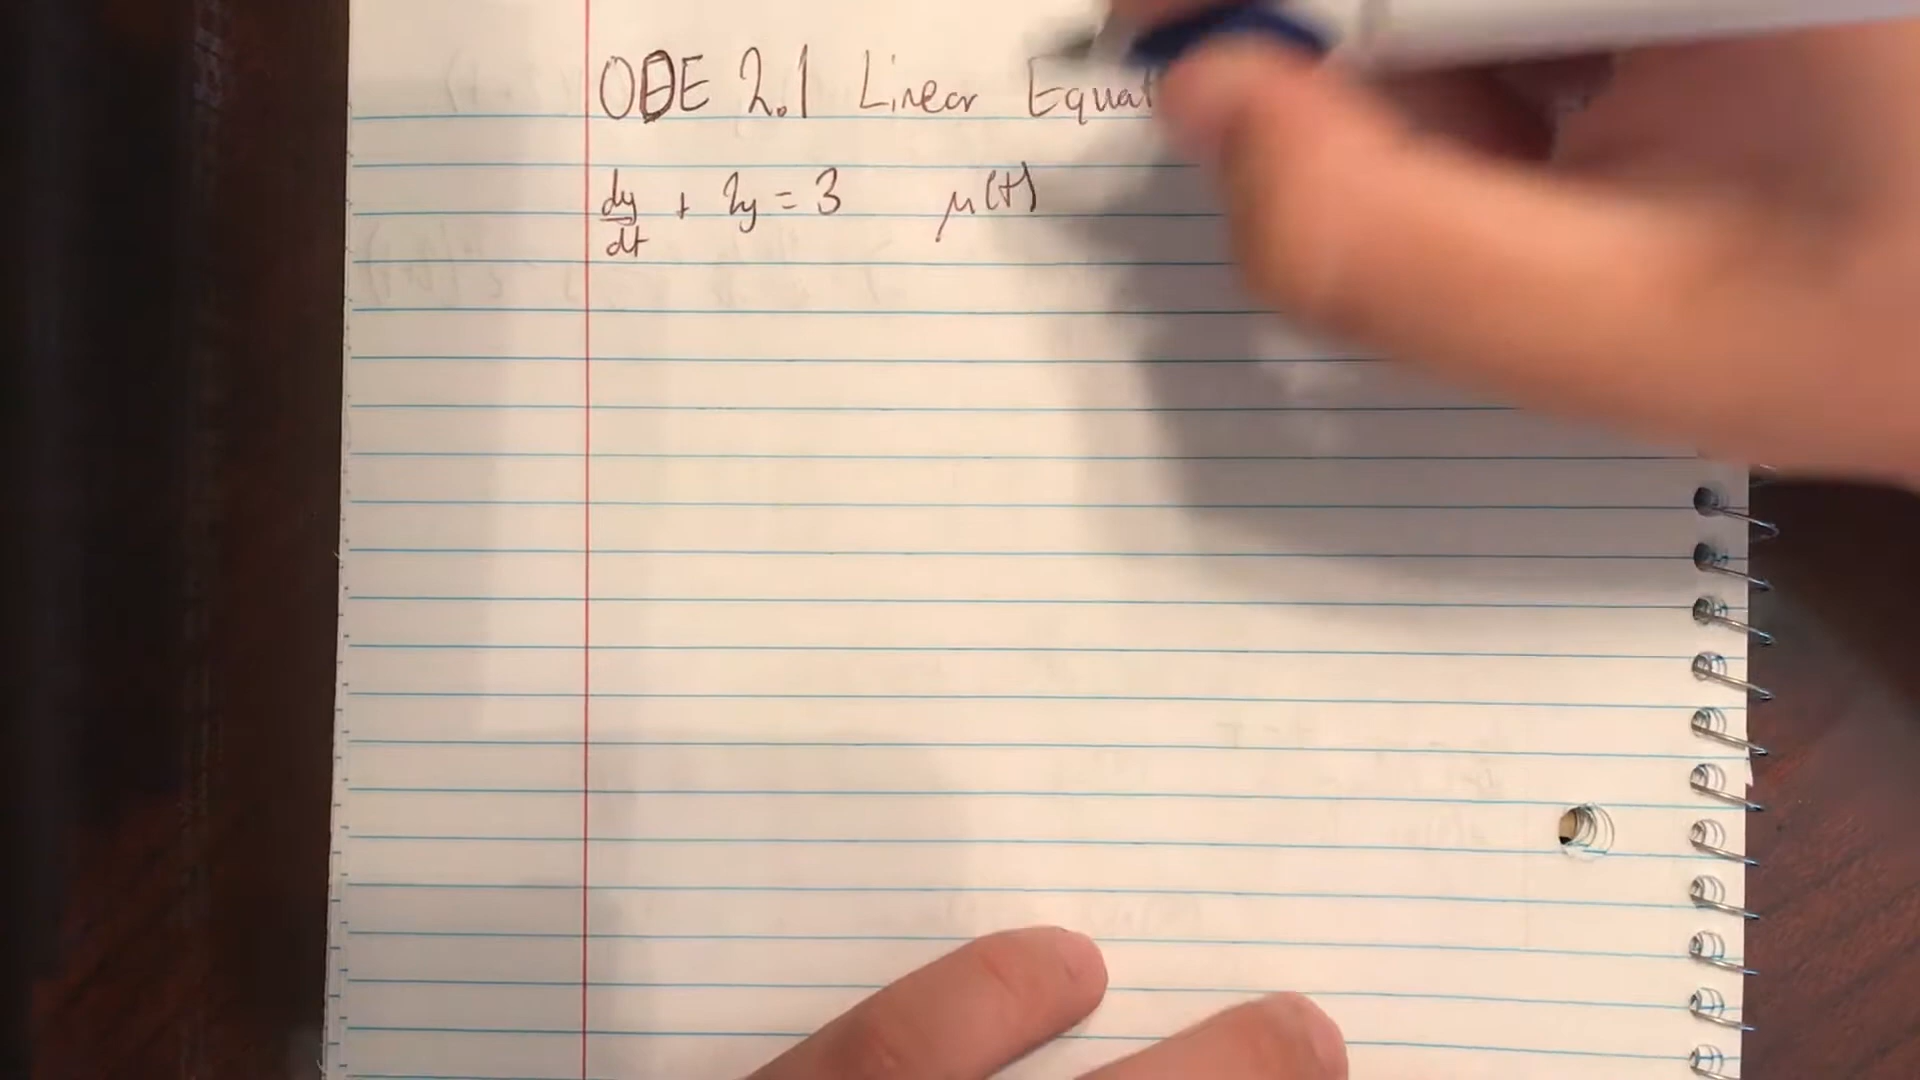 ODE 2.1 Linear Equat
dy/dt + 2y = 3 μ(t)